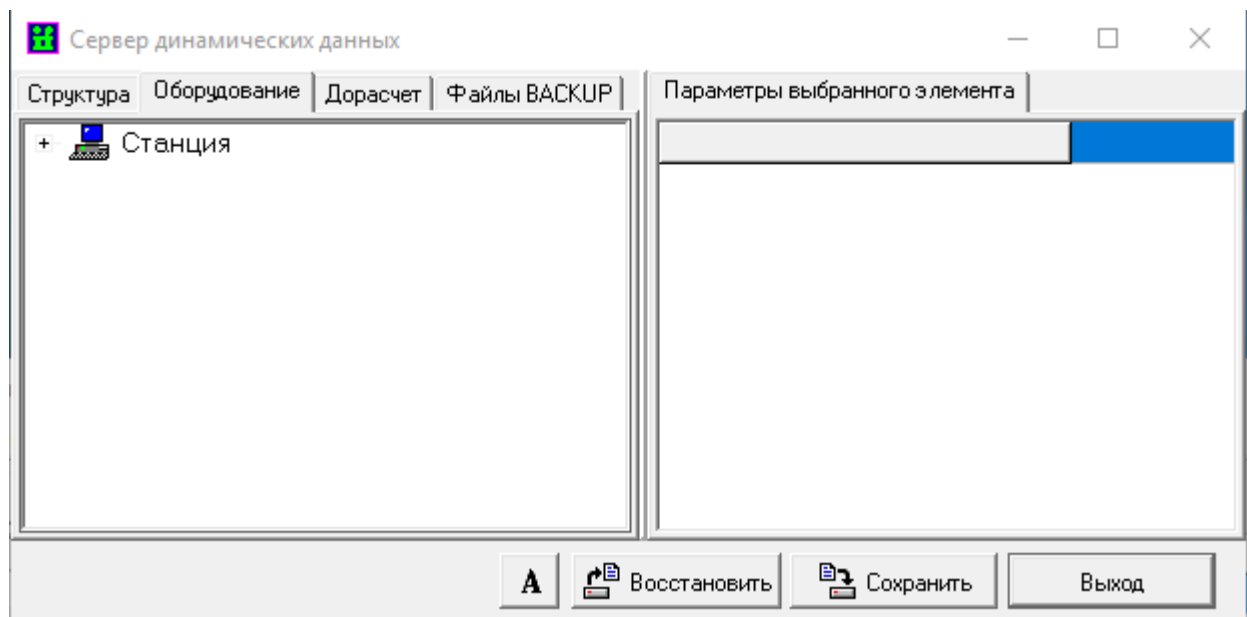 Сервер динамических данных
Структура Оборудование Дорасчет Файлы BACKUP Параметры выбранного элемента
Станция
A Восстановить Сохранить Выход